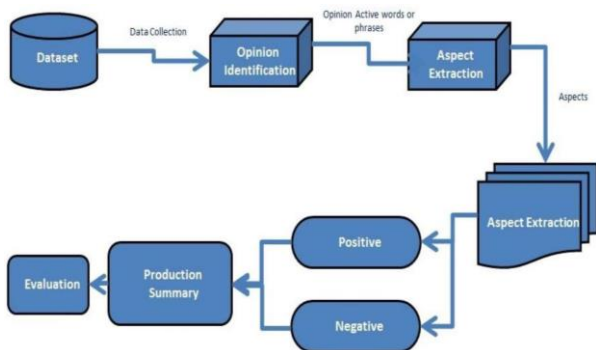 Dataset
Data Collection
Opinion
Identification
Opinion Active words or
phrases
Aspect
Extraction
Aspects
Aspect Extraction
Positive
Negative
Production
Summary
Evaluation